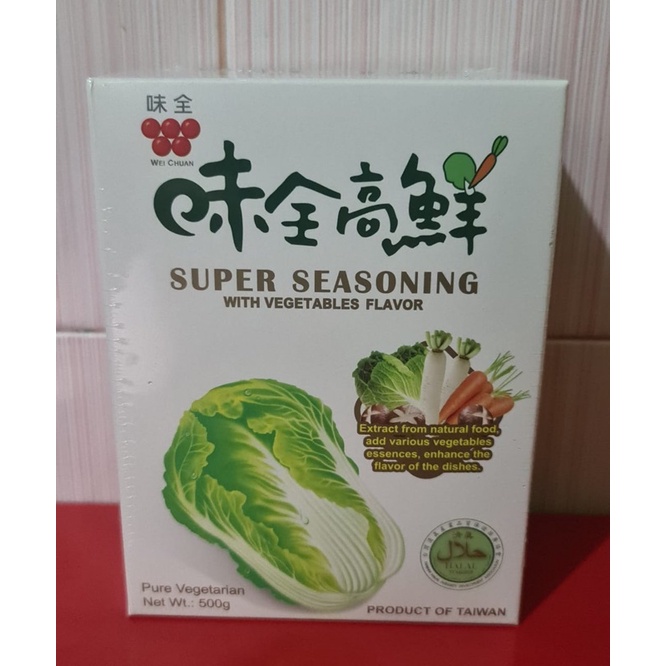 味全
WEI CHUAN
味全高鮮
SUPER SEASONING
WITH VEGETABLES FLAVOR
Extract from natural food,
add various vegetables
essences, enhance the
flavor of the dishes.
حلال
HALAL
Pure Vegetarian
Net Wt.: 500g
PRODUCT OF TAIWAN